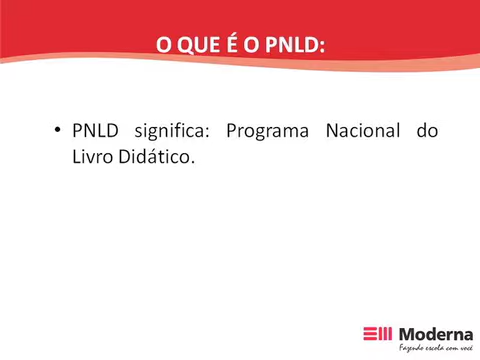 O QUE É O PNLD:
• PNLD significa: Programa Nacional do
Livro Didático.
Moderna
Fazendo escola com você